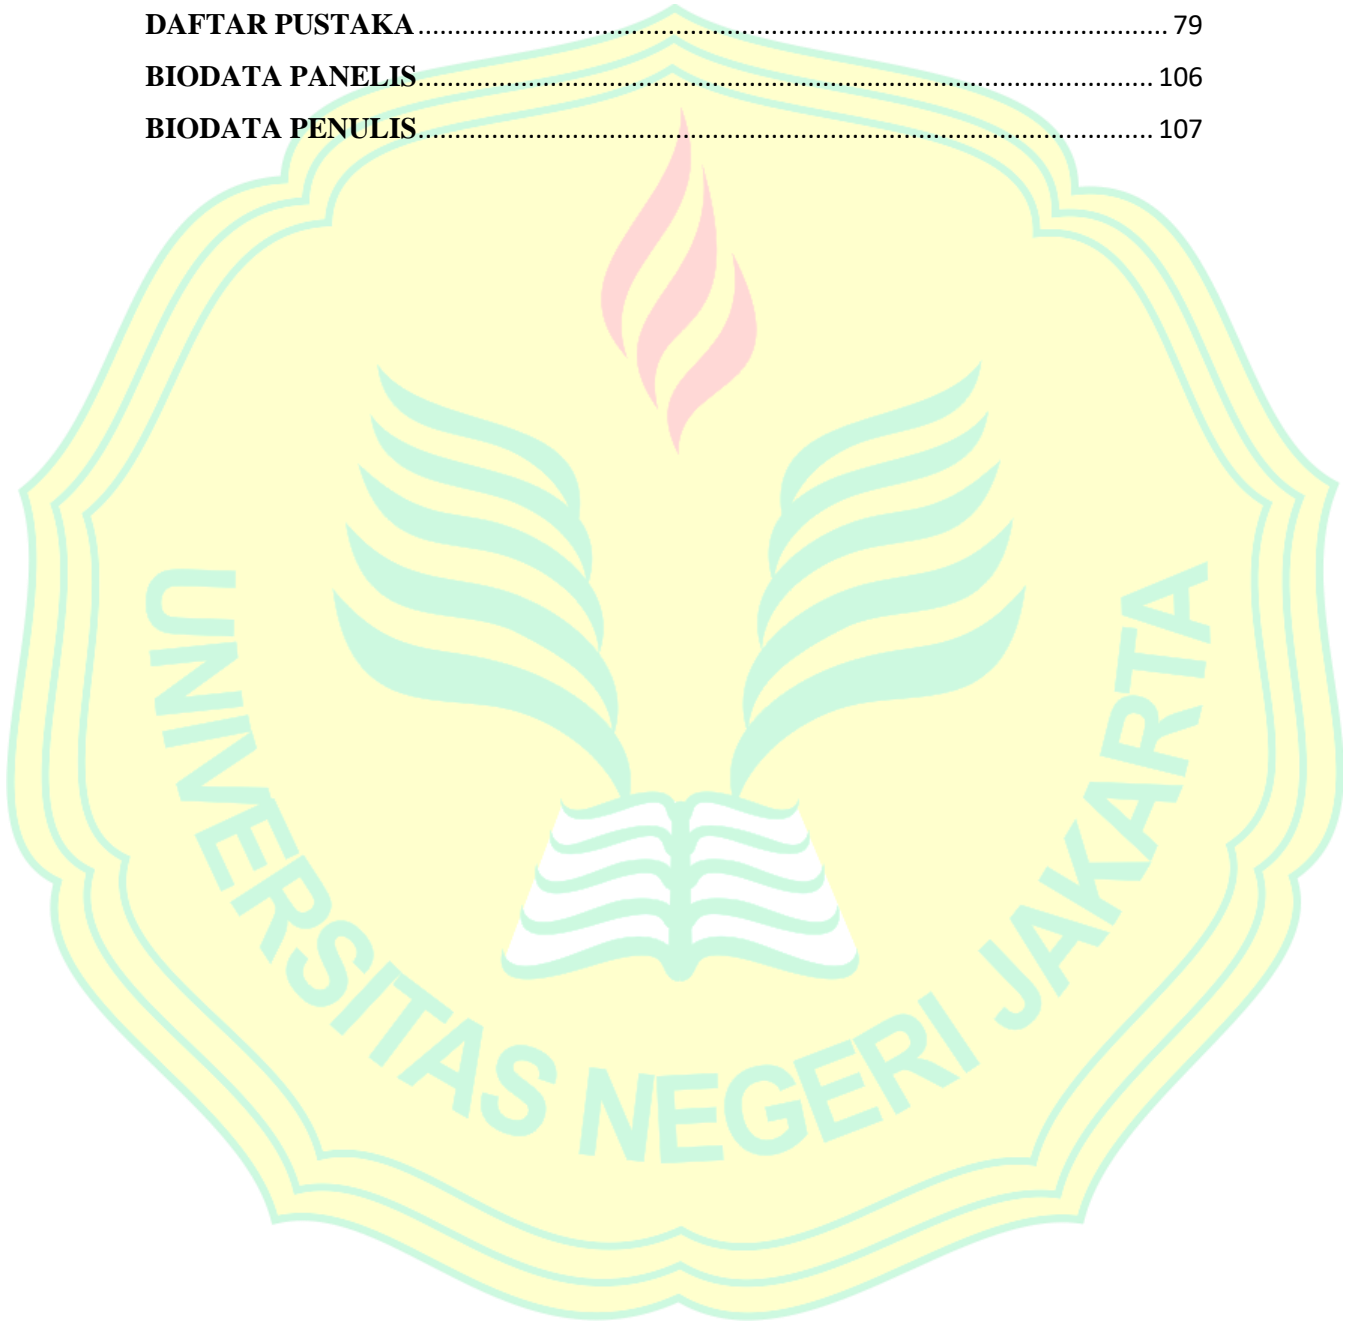 DAFTAR PUSTAKA........................................................................................................ 79
BIODATA PANELIS...................................................................................................... 106
BIODATA PENULIS...................................................................................................... 107
UNIVERSITAS NEGERI JAKARTA